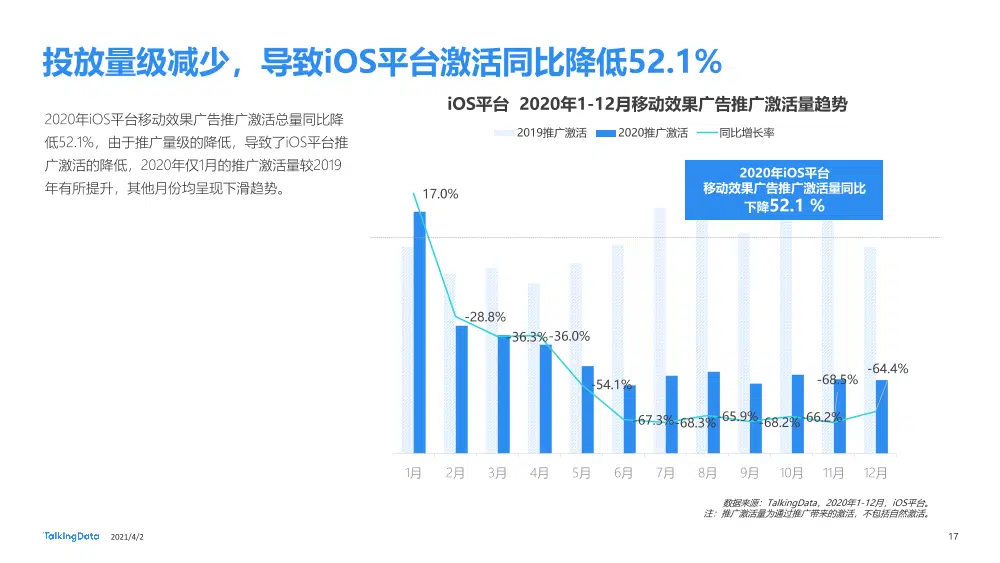 投放量级减少，导致iOS平台激活同比降低52.1%
2020年iOS平台移动效果广告推广激活总量同比降
低52.1%，由于推广量级的降低，导致了iOS平台推
广激活的降低，2020年仅1月的推广激活量较2019
年有所提升，其他月份均呈现下滑趋势。
iOS平台 2020年1-12月移动效果广告推广激活量趋势
2019推广激活 2020推广激活 同比增长率
2020年iOS平台
移动效果广告推广激活量同比
下降52.1 %
17.0%
-28.8%
-36.3%
-36.0%
-54.1%
-67.3%
-68.3%
-65.9%
-68.2%
-66.2%
-68.5%
-64.4%
1月 2月 3月 4月 5月 6月 7月 8月 9月 10月 11月 12月
数据来源：TalkingData，2020年1-12月，iOS平台。
注：推广激活量为通过推广带来的激活，不包括自然激活。
TalkingData 2021/4/2
17